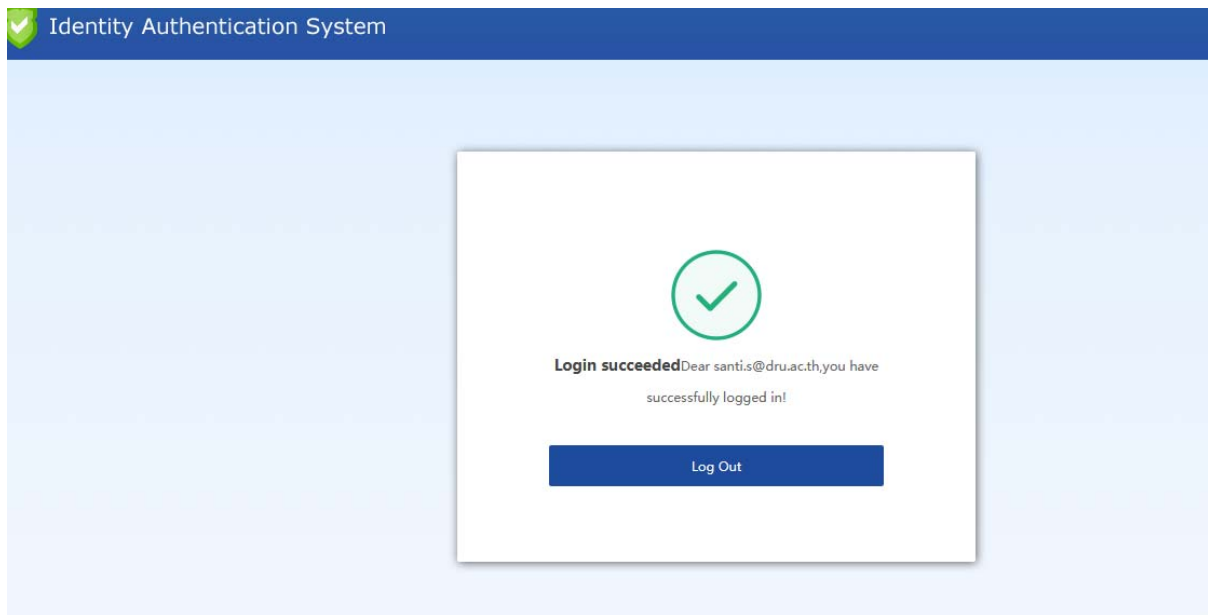 Identity Authentication System
Login succeededDear santi.s@dru.ac.th,you have
successfully logged in!
Log Out